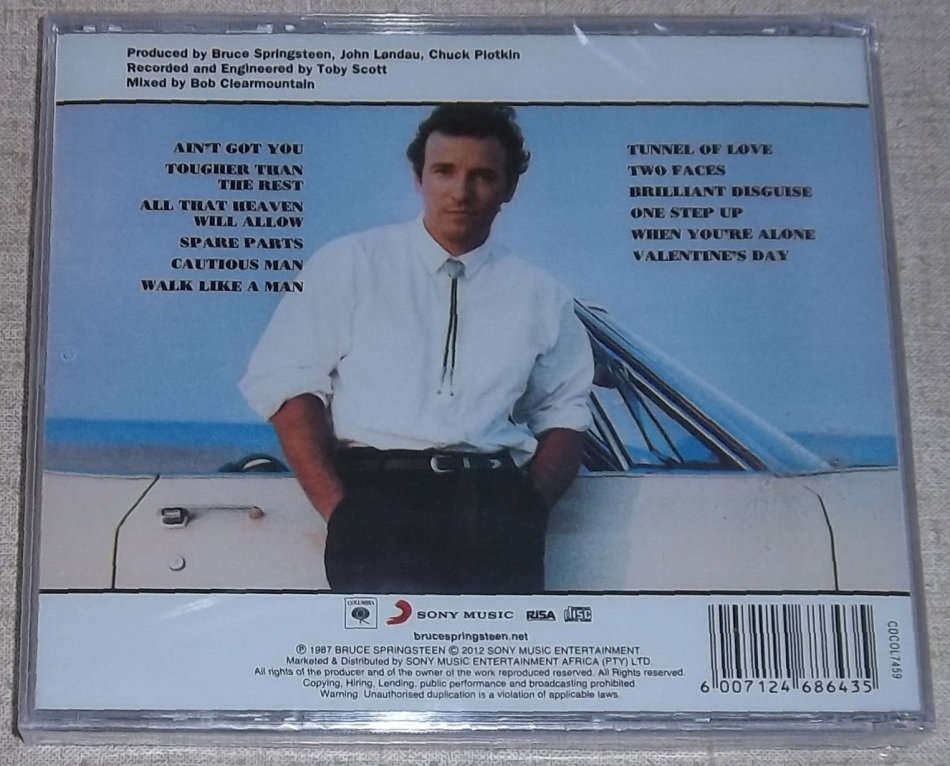 Produced by Bruce Springsteen, John Landau, Chuck Plotkin
Recorded and Engineered by Toby Scott
Mixed by Bob Clearmountain
AIN'T GOT YOU
TOUGHER THAN
THE REST
ALL THAT HEAVEN
WILL ALLOW
SPARE PARTS
CAUTIOUS MAN
WALK LIKE A MAN
TUNNEL OF LOVE
TWO FACES
BRILLIANT DISGUISE
ONE STEP UP
WHEN YOU'RE ALONE
VALENTINE'S DAY
COLUMBIA
SONY MUSIC
RISA
disc
brucespringsteen.net
℗ 1987 BRUCE SPRINGSTEEN © 2012 SONY MUSIC ENTERTAINMENT.
Marketed & Distributed by SONY MUSIC ENTERTAINMENT AFRICA (PTY) LTD.
All rights of the producer and of the owner of the work reproduced reserved. All Rights reserved.
Copying, Hiring, Lending, public performance and broadcasting prohibited.
Warning: Unauthorised duplication is a violation of applicable laws.
6 007124 686435
CDCOL7459